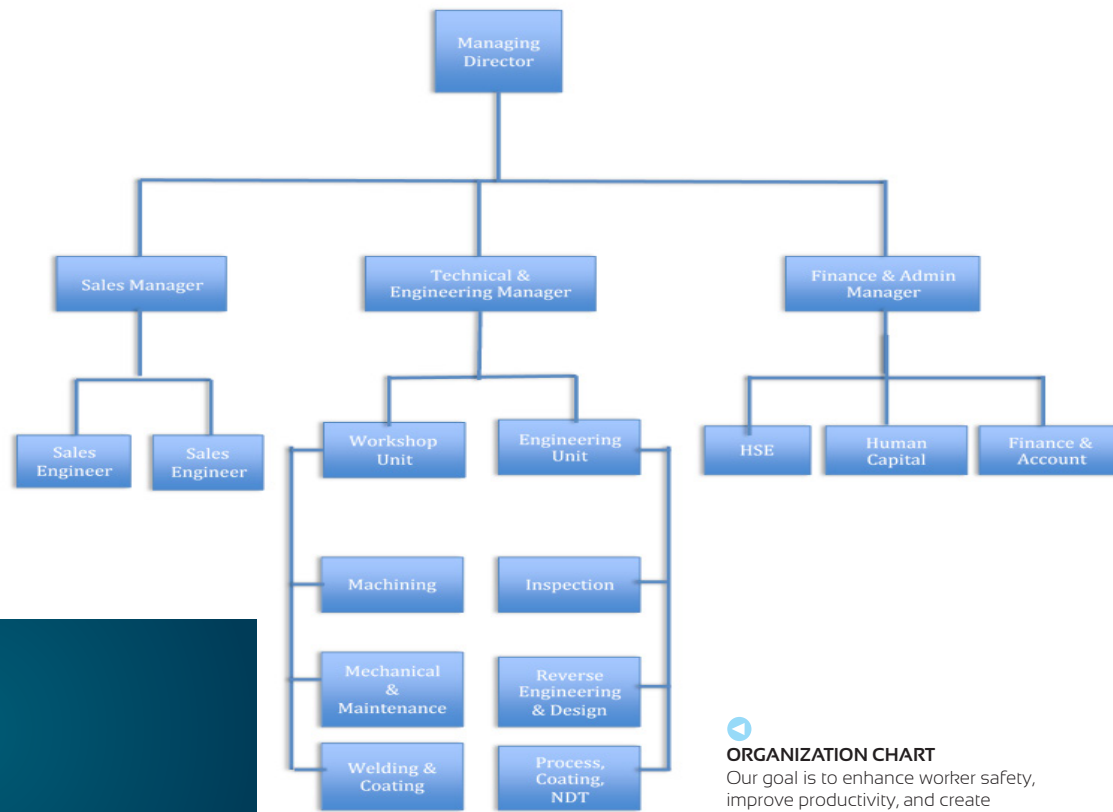 Managing
Director
Sales Manager
Technical &
Engineering Manager
Finance & Admin
Manager
Sales
Engineer
Sales
Engineer
Workshop
Unit
Engineering
Unit
HSE
Human
Capital
Finance &
Account
Machining
Inspection
Mechanical
&
Maintenance
Reverse
Engineering
& Design
Welding &
Coating
Process,
Coating,
NDT
ORGANIZATION CHART
Our goal is to enhance worker safety,
improve productivity, and create